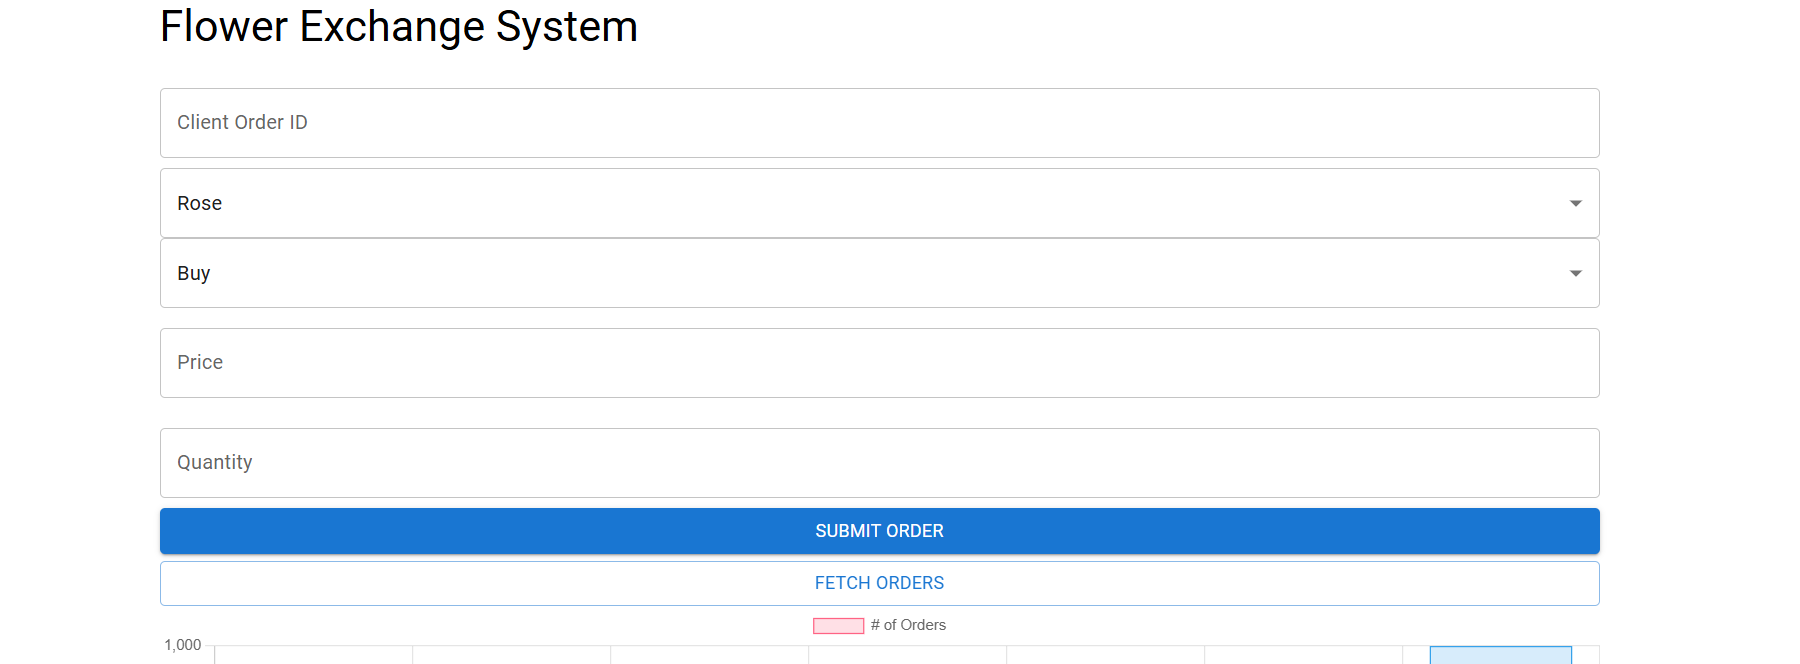 Flower Exchange System
Client Order ID
Rose
Buy
Price
Quantity
SUBMIT ORDER
FETCH ORDERS
# of Orders
1,000